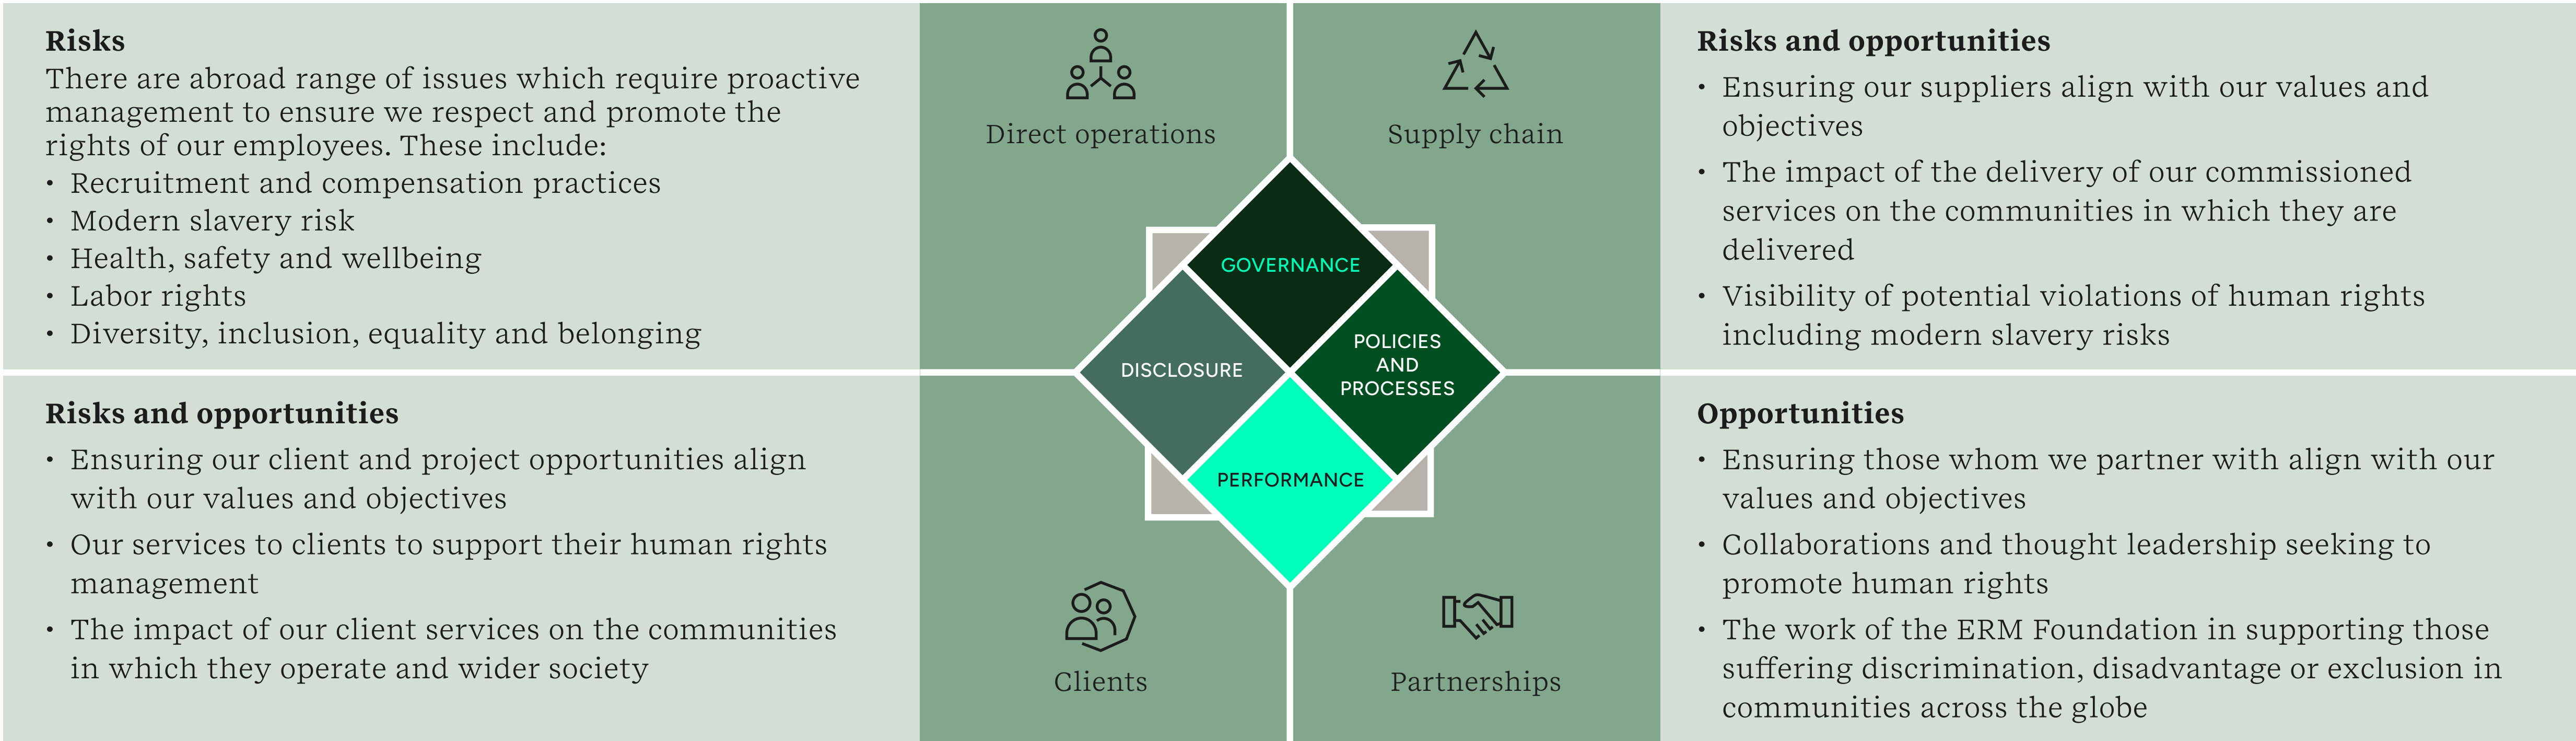 Risks
There are abroad range of issues which require proactive
management to ensure we respect and promote the
rights of our employees. These include:
• Recruitment and compensation practices
• Modern slavery risk
• Health, safety and wellbeing
• Labor rights
• Diversity, inclusion, equality and belonging
Direct operations
Supply chain
Risks and opportunities
• Ensuring our suppliers align with our values and
objectives
• The impact of the delivery of our commissioned
services on the communities in which they are
delivered
• Visibility of potential violations of human rights
including modern slavery risks
GOVERNANCE
DISCLOSURE
POLICIES
AND
PROCESSES
PERFORMANCE
Risks and opportunities
• Ensuring our client and project opportunities align
with our values and objectives
• Our services to clients to support their human rights
management
• The impact of our client services on the communities
in which they operate and wider society
Clients
Partnerships
Opportunities
• Ensuring those whom we partner with align with our
values and objectives
• Collaborations and thought leadership seeking to
promote human rights
• The work of the ERM Foundation in supporting those
suffering discrimination, disadvantage or exclusion in
communities across the globe